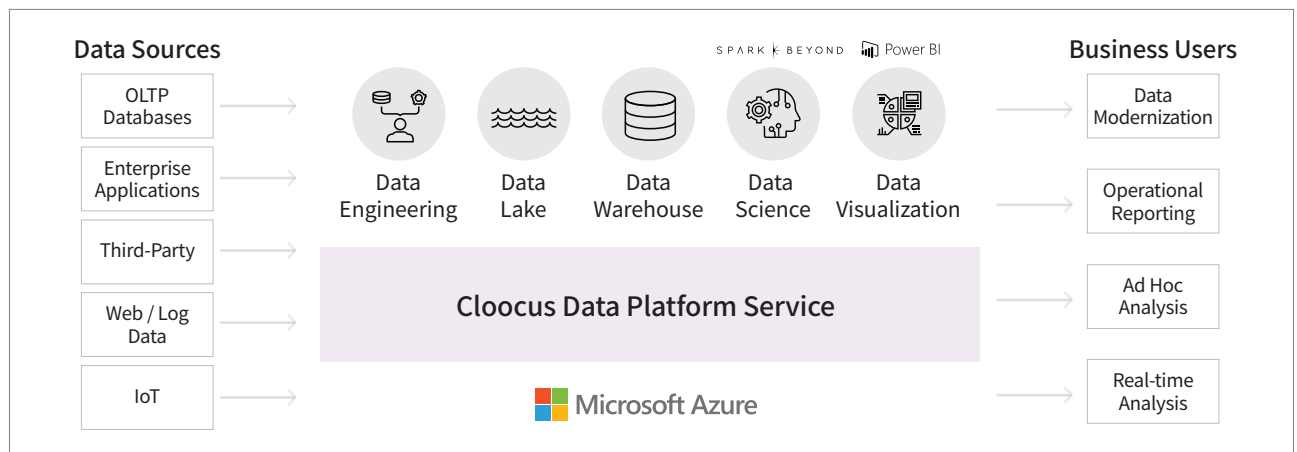 Data Sources
OLTP
Databases
Enterprise
Applications
Third-Party
Web / Log
Data
IoT
SPARK BEYOND
Power BI
Data
Engineering
Data
Lake
Data
Warehouse
Data
Science
Data
Visualization
Cloocus Data Platform Service
Microsoft Azure
Business Users
Data
Modernization
Operational
Reporting
Ad Hoc
Analysis
Real-time
Analysis